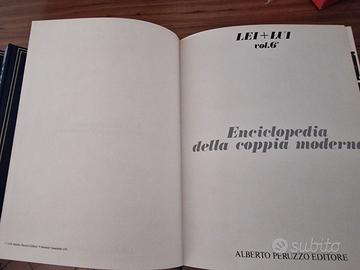 LEI+LUI
vol.6°
Enciclopedia
della coppia moderna
ALBERTO PERUZZO EDITORE
subito